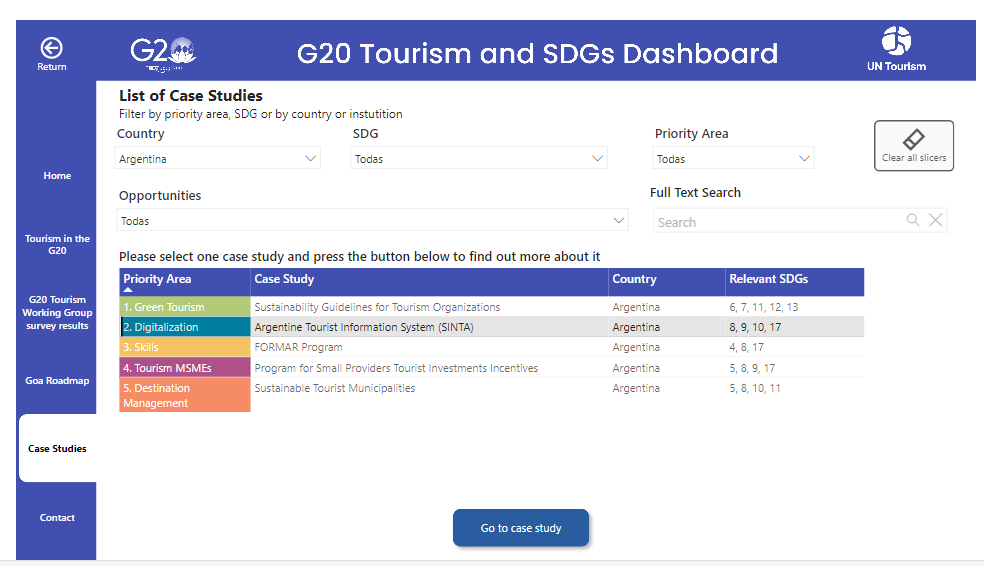 Return
G20
G20 Tourism and SDGs Dashboard
UN Tourism
List of Case Studies
Filter by priority area, SDG or by country or instutition
Country
SDG
Priority Area
Argentina
Todas
Todas
Clear all slicers
Opportunities
Full Text Search
Todas
Search
Home
Tourism in the
G20
G20 Tourism
Working Group
survey results
Goa Roadmap
Case Studies
Contact
Please select one case study and press the button below to find out more about it
Priority Area Case Study Country Relevant SDGs
1. Green Tourism Sustainability Guidelines for Tourism Organizations Argentina 6, 7, 11, 12, 13
2. Digitalization Argentine Tourist Information System (SINTA) Argentina 8, 9, 10, 17
3. Skills FORMAR Program Argentina 4, 8, 17
4. Tourism MSMEs Program for Small Providers Tourist Investments Incentives Argentina 5, 8, 9, 17
5. Destination Sustainable Tourist Municipalities Argentina 5, 8, 10, 11
Management
Go to case study